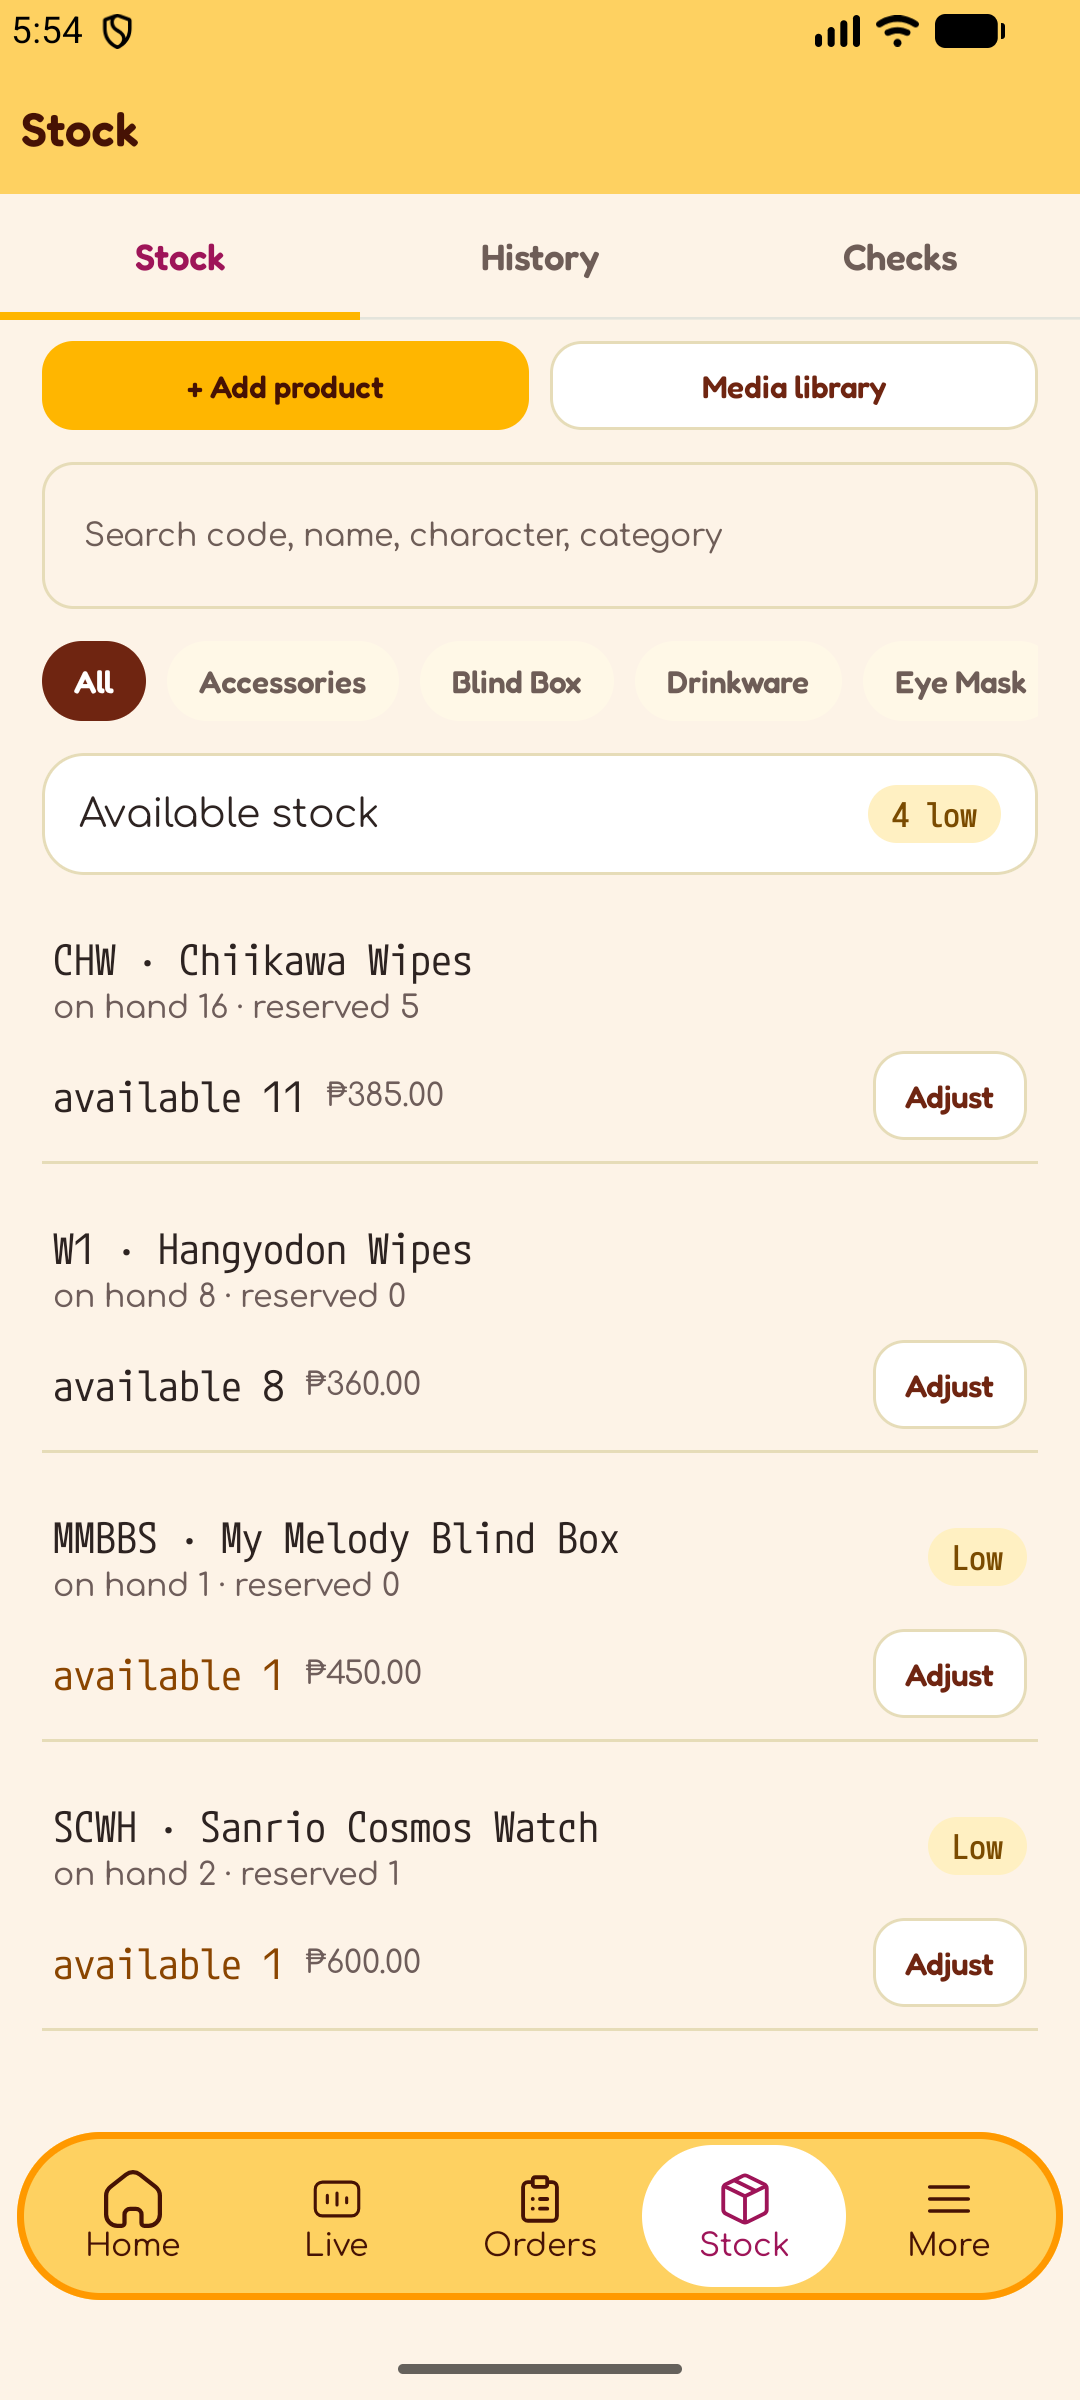 5:54
Stock
Stock
History
Checks
+ Add product
Media library
Search code, name, character, category
All
Accessories
Blind Box
Drinkware
Eye Mask
Available stock
4 low
CHW · Chiikawa Wipes
on hand 16 · reserved 5
available 11 ₱385.00
Adjust
W1 · Hangyodon Wipes
on hand 8 · reserved 0
available 8 ₱360.00
Adjust
MMBBS · My Melody Blind Box
Low
on hand 1 · reserved 0
available 1 ₱450.00
Adjust
SCWH · Sanrio Cosmos Watch
Low
on hand 2 · reserved 1
available 1 ₱600.00
Adjust
Home
Live
Orders
Stock
More